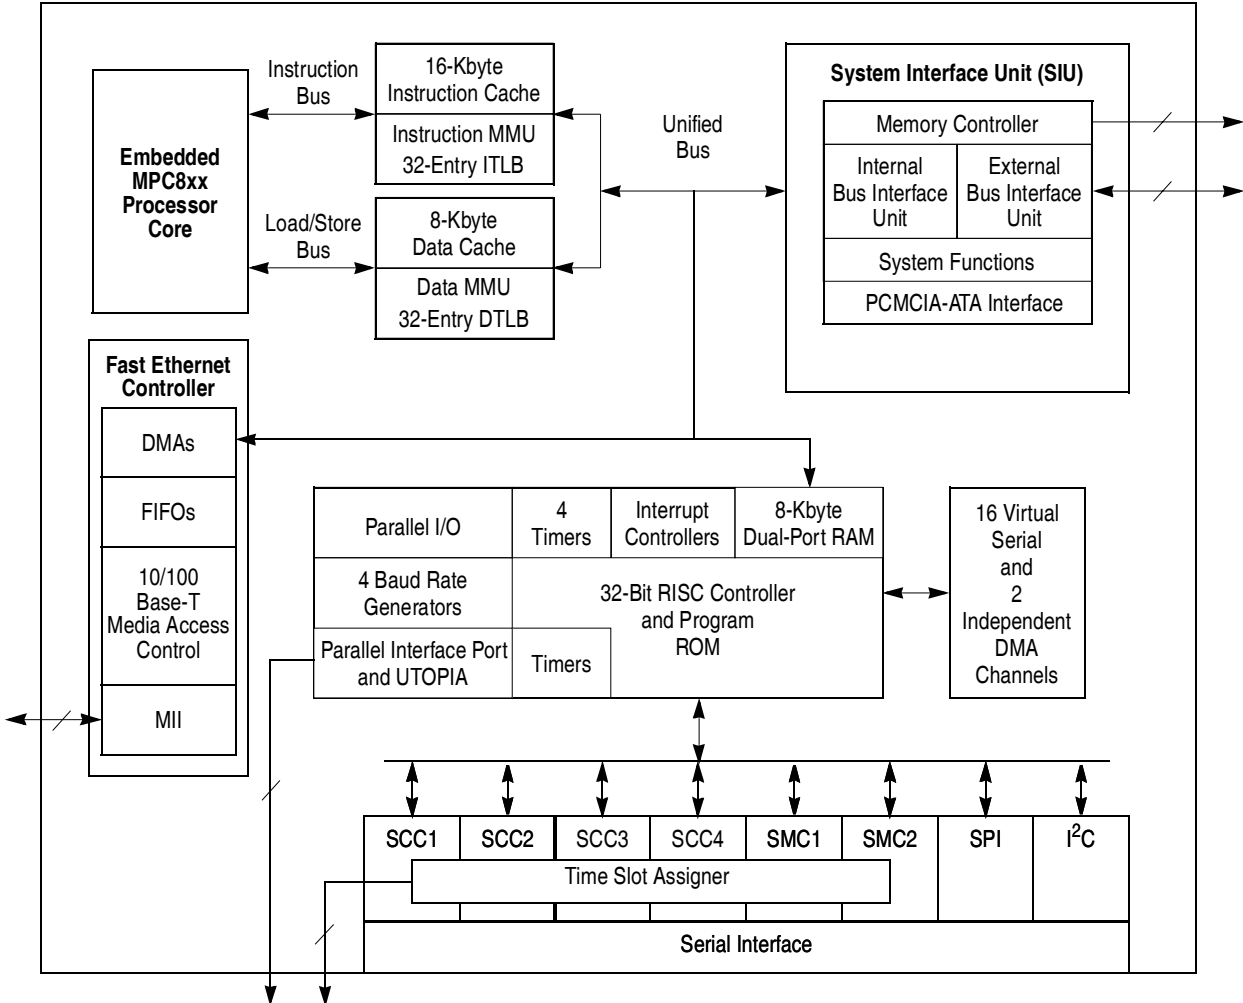 Embedded
MPC8xx
Processor
Core
Instruction
Bus
Load/Store
Bus
16-Kbyte
Instruction Cache
Instruction MMU
32-Entry ITLB
8-Kbyte
Data Cache
Data MMU
32-Entry DTLB
Unified
Bus
System Interface Unit (SIU)
Memory Controller
Internal
Bus Interface
Unit
External
Bus Interface
Unit
System Functions
PCMCIA-ATA Interface
Fast Ethernet
Controller
DMAs
FIFOs
10/100
Base-T
Media Access
Control
MII
Parallel I/O
4
Timers
Interrupt
Controllers
8-Kbyte
Dual-Port RAM
4 Baud Rate
Generators
32-Bit RISC Controller
and Program
ROM
Parallel Interface Port
and UTOPIA
Timers
16 Virtual
Serial
and
2
Independent
DMA
Channels
SCC1
SCC2
SCC3
SCC4
SMC1
SMC2
SPI
I²C
Time Slot Assigner
Serial Interface